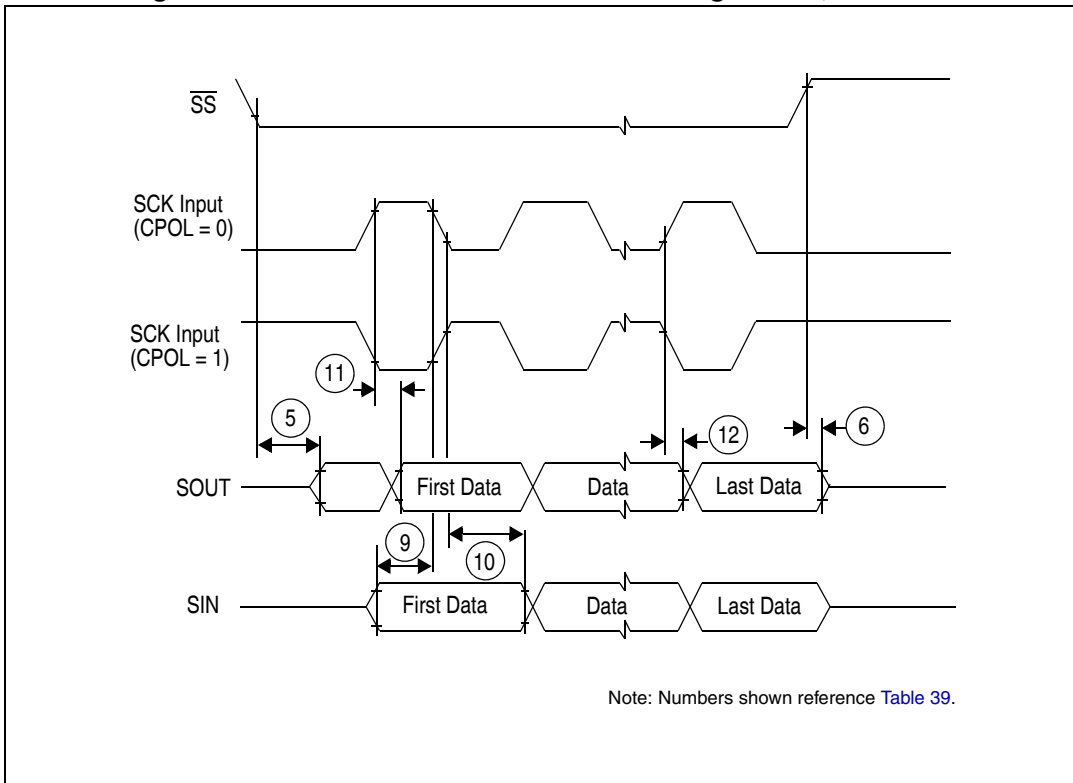 SS
SCK Input
(CPOL = 0)
SCK Input
(CPOL = 1)
11
5
12
6
SOUT
First Data
Data
Last Data
9
10
SIN
First Data
Data
Last Data
Note: Numbers shown reference Table 39.